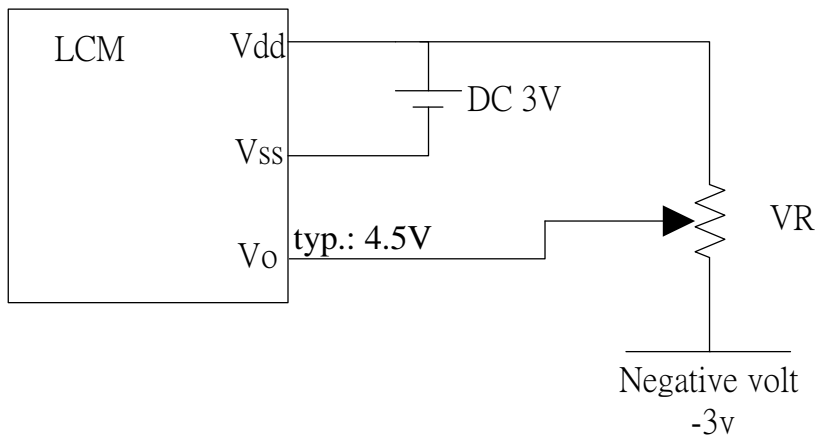 LCM
Vdd
DC 3V
Vss
Vo
typ.: 4.5V
VR
Negative volt
-3v